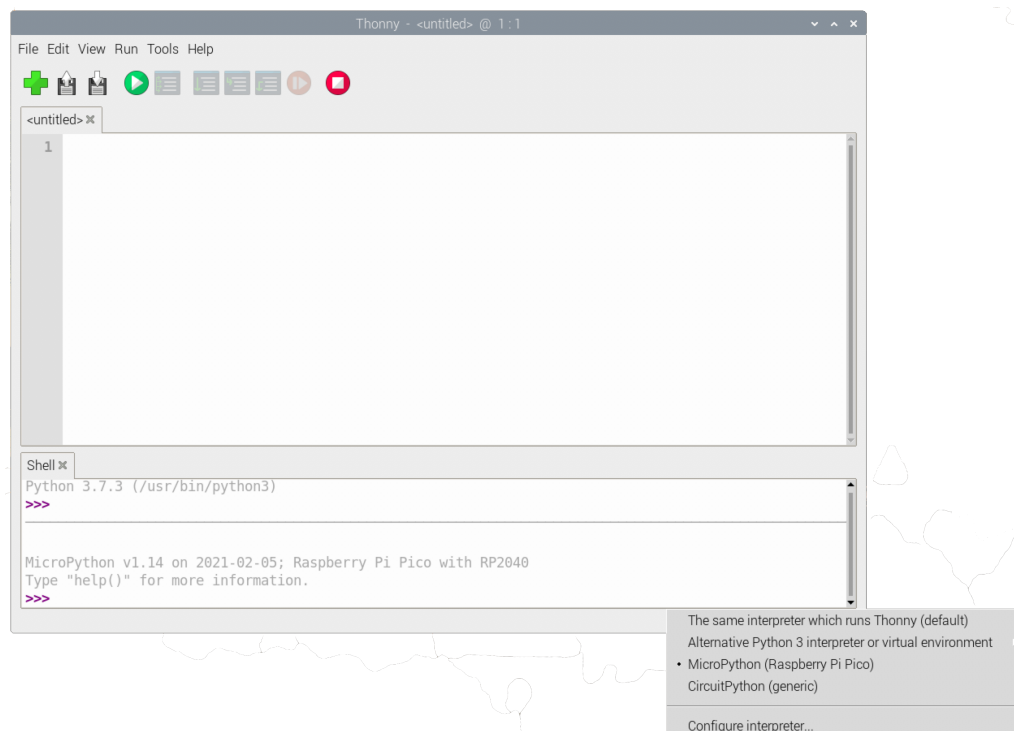 Thonny - <untitled> @ 1:1
File Edit View Run Tools Help
<untitled>
1
Shell
Python 3.7.3 (/usr/bin/python3)
>>>
MicroPython v1.14 on 2021-02-05; Raspberry Pi Pico with RP2040
Type "help()" for more information.
>>>
The same interpreter which runs Thonny (default)
Alternative Python 3 interpreter or virtual environment
• MicroPython (Raspberry Pi Pico)
CircuitPython (generic)
Configure interpreter...